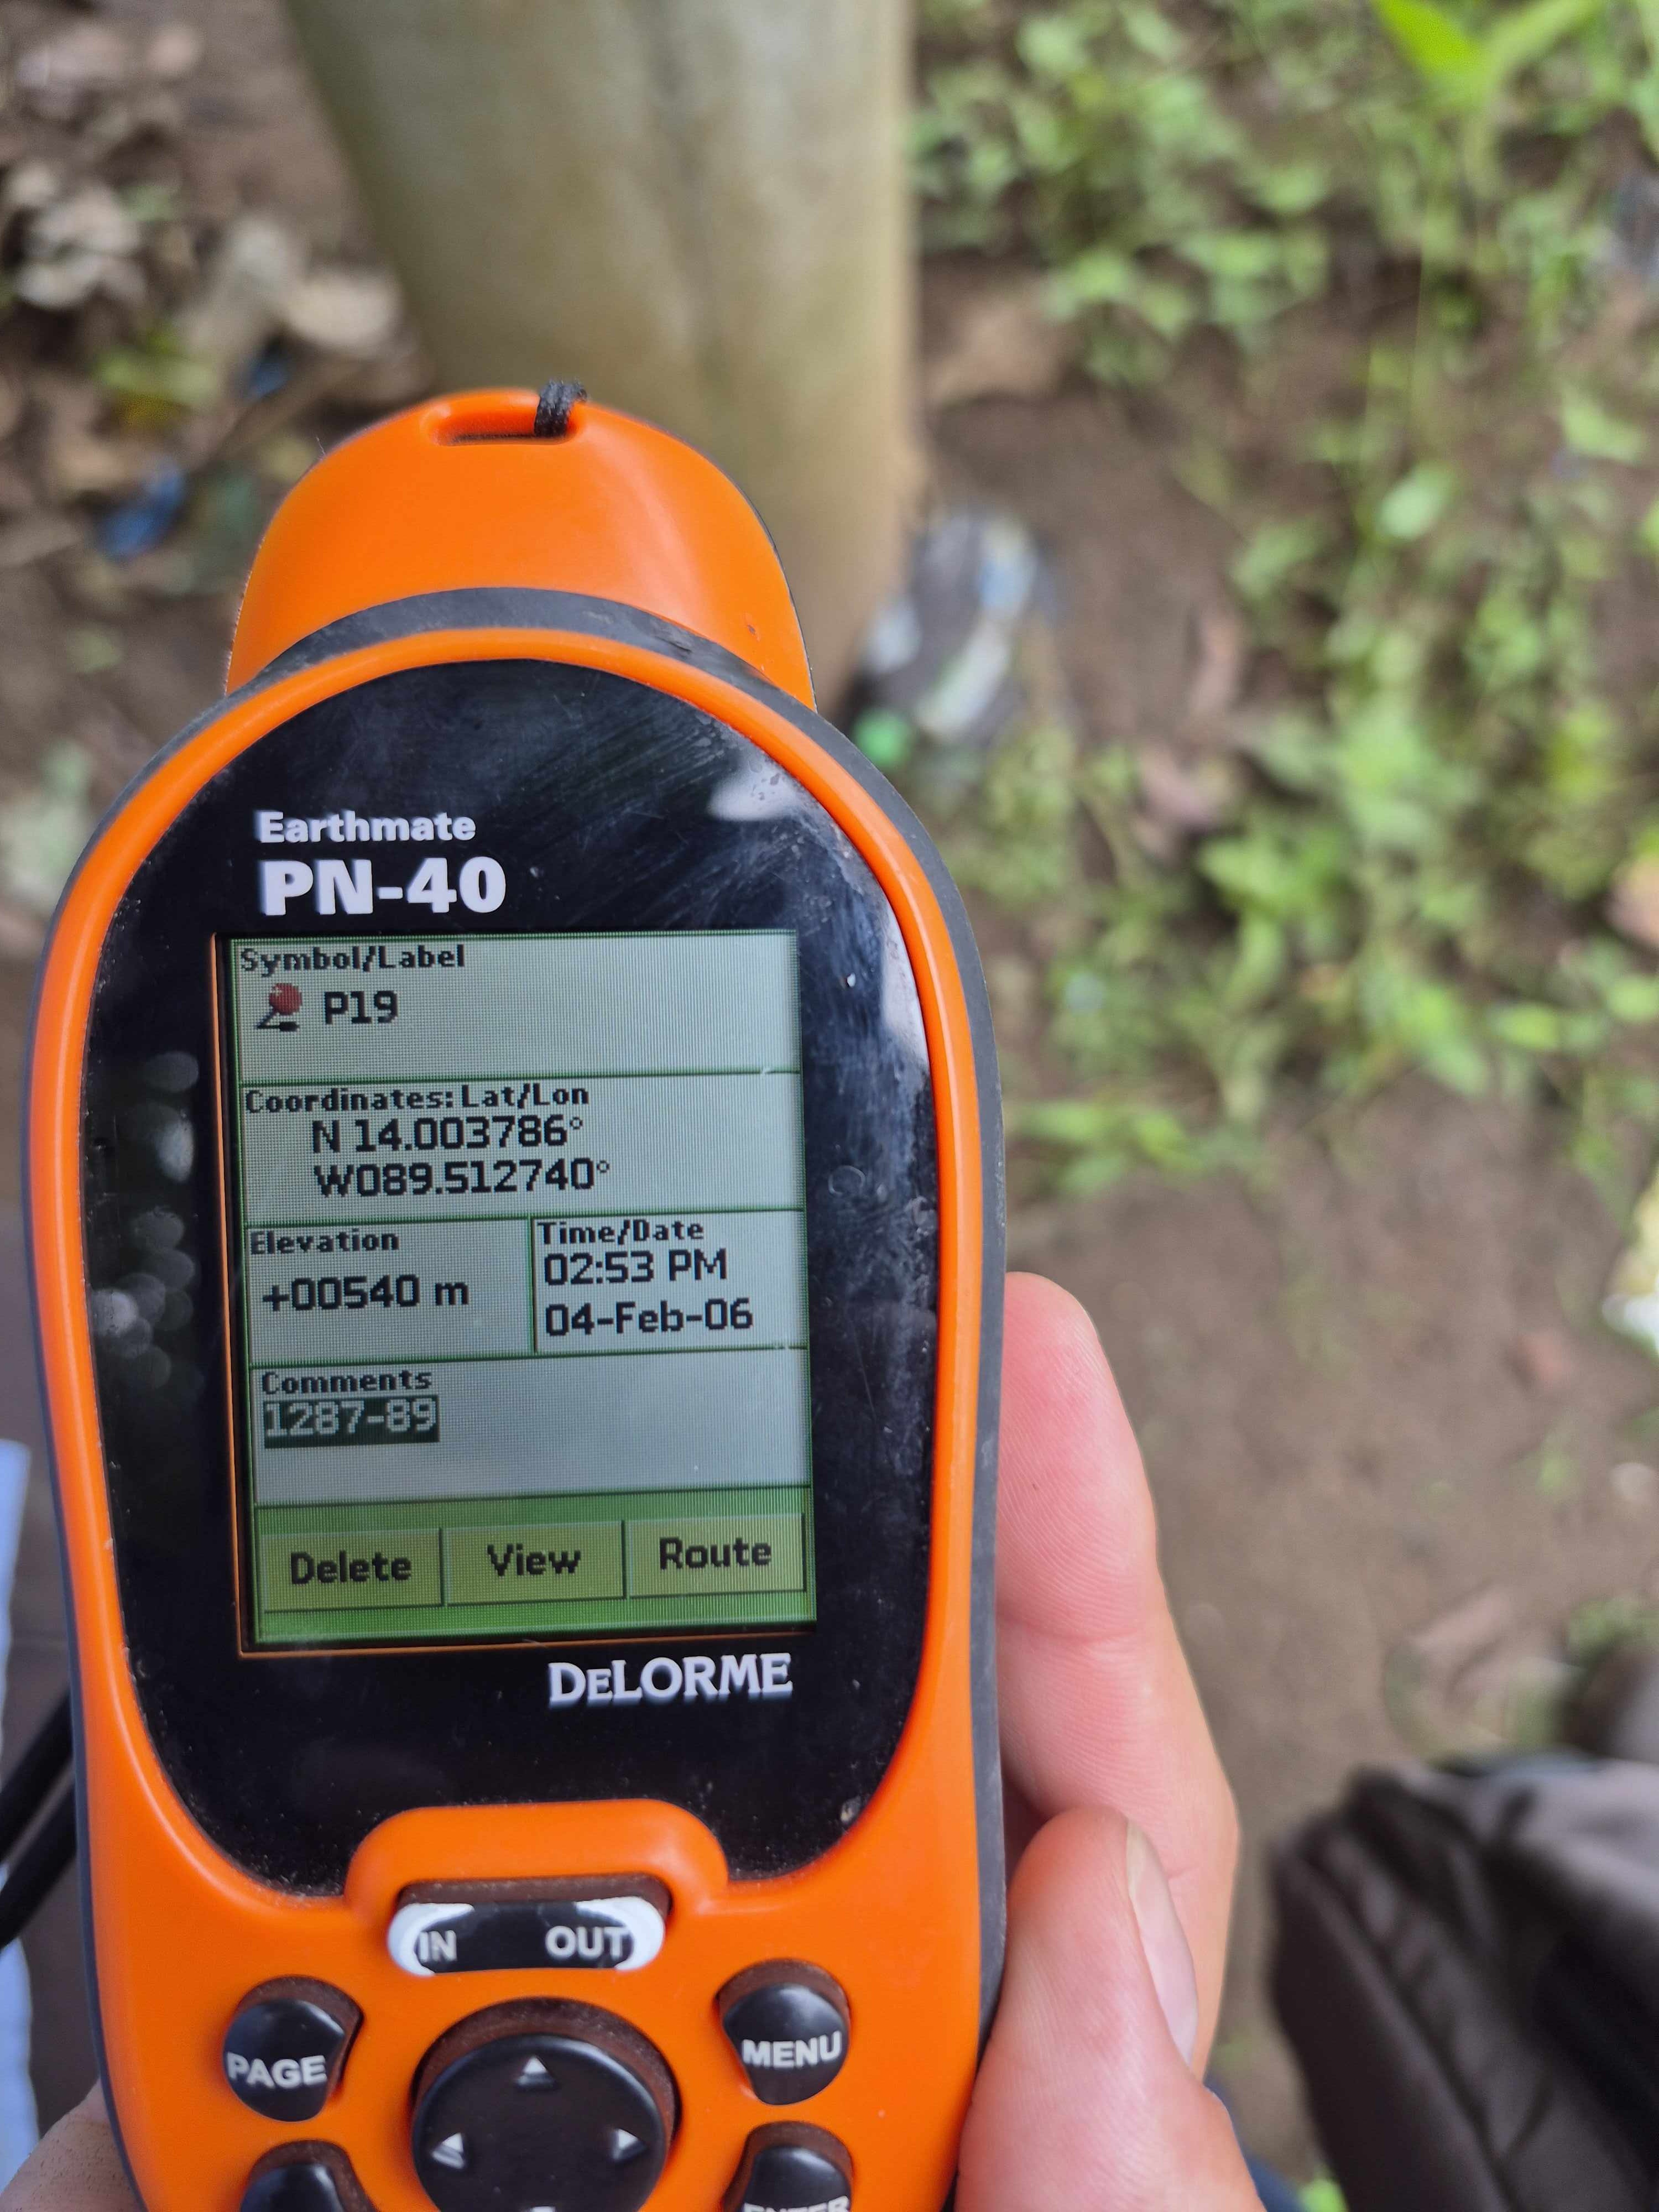 Earthmate
PN-40
Symbol/Label
P19
Coordinates: Lat/Lon
N 14.003786°
W089.512740°
Elevation
+00540 m
Time/Date
02:53 PM
04-Feb-06
Comments
1287-89
Delete View Route
DeLORME
IN OUT
PAGE
MENU
ENTER